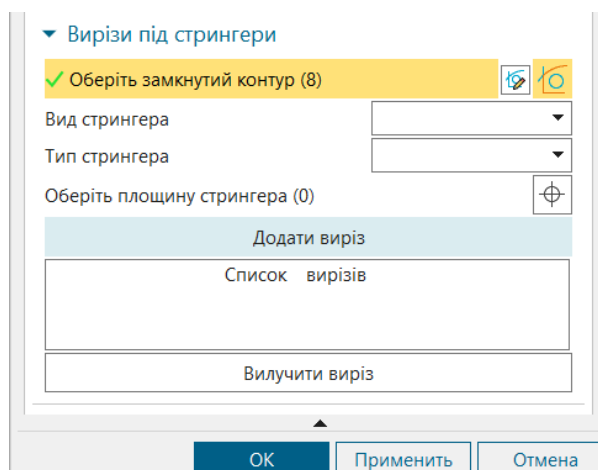 Вирізи під стрингери
Оберіть замкнутий контур (8)
Вид стрингера
Тип стрингера
Оберіть площину стрингера (0)
Додати виріз
Список вирізів
Вилучити виріз
ОК Применить Отмена